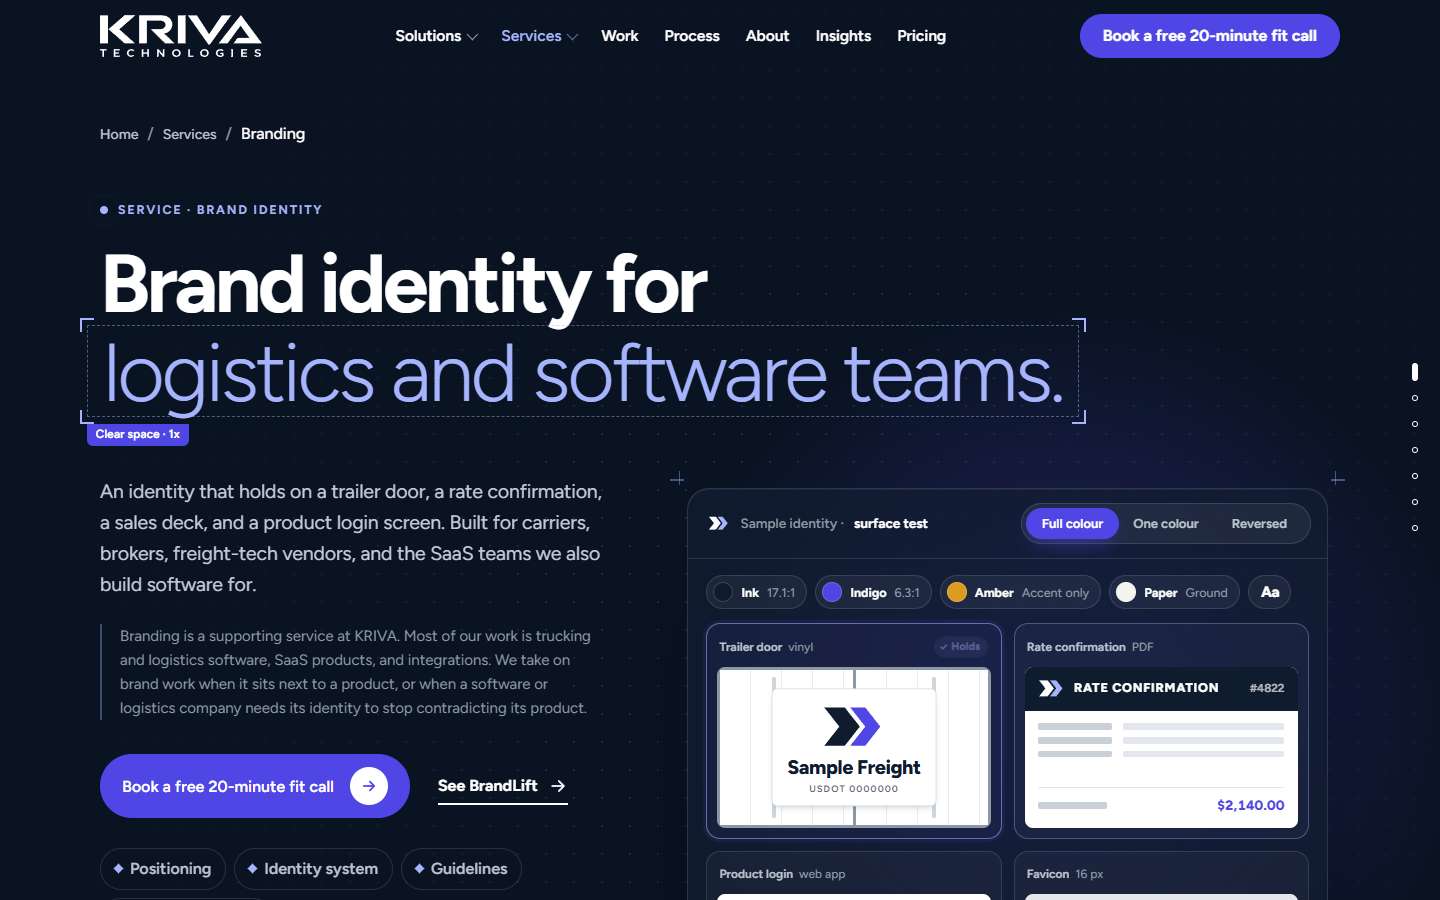 KRIVA
TECHNOLOGIES
Solutions
Services
Work
Process
About
Insights
Pricing
Book a free 20-minute fit call
Home / Services / Branding
SERVICE · BRAND IDENTITY
Brand identity for
logistics and software teams.
Clear space · 1x
An identity that holds on a trailer door, a rate confirmation,
a sales deck, and a product login screen. Built for carriers,
brokers, freight-tech vendors, and the SaaS teams we also
build software for.
Branding is a supporting service at KRIVA. Most of our work is trucking
and logistics software, SaaS products, and integrations. We take on
brand work when it sits next to a product, or when a software or
logistics company needs its identity to stop contradicting its product.
Book a free 20-minute fit call
See BrandLift
Positioning
Identity system
Guidelines
Sample identity · surface test
Full colour
One colour
Reversed
Ink 17.1:1
Indigo 6.3:1
Amber Accent only
Paper Ground
Aa
Trailer door vinyl
✓ Holds
Sample Freight
USDOT 0000000
Rate confirmation PDF
RATE CONFIRMATION
#4822
$2,140.00
Product login web app
Favicon 16 px